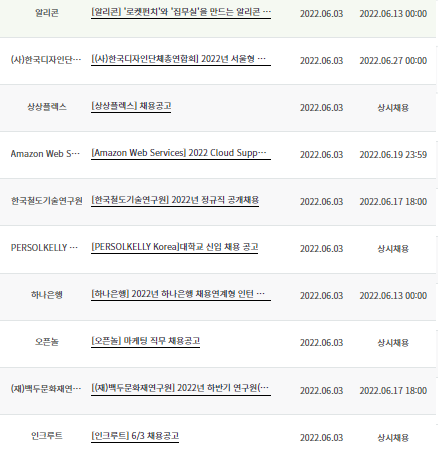 알리콘 [알리콘] '로켓펀치'와 '집무실'을 만드는 알리콘 ··· 2022.06.03 2022.06.13 00:00
(사)한국디자인단··· [(사)한국디자인단체총연합회] 2022년 서울형 ··· 2022.06.03 2022.06.27 00:00
상상플렉스 [상상플렉스] 채용공고 2022.06.03 상시채용
Amazon Web S··· [Amazon Web Services] 2022 Cloud Supp··· 2022.06.03 2022.06.19 23:59
한국철도기술연구원 [한국철도기술연구원] 2022년 정규직 공개채용 2022.06.03 2022.06.17 18:00
PERSOLKELLY ··· [PERSOLKELLY Korea]대학교 신입 채용 공고 2022.06.03 상시채용
하나은행 [하나은행] 2022년 하나은행 채용연계형 인턴 ··· 2022.06.03 2022.06.13 00:00
오픈놀 [오픈놀] 마케팅 직무 채용공고 2022.06.03 상시채용
(재)백두문화재연··· [(재)백두문화재연구원] 2022년 하반기 연구원(··· 2022.06.03 2022.06.17 18:00
인크루트 [인크루트] 6/3 채용공고 2022.06.03 상시채용